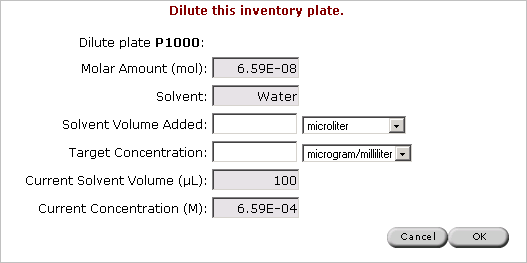 Dilute this inventory plate.
Dilute plate P1000:
Molar Amount (mol): 6.59E-08
Solvent: Water
Solvent Volume Added: microliter
Target Concentration: microgram/milliliter
Current Solvent Volume (µL): 100
Current Concentration (M): 6.59E-04
Cancel OK